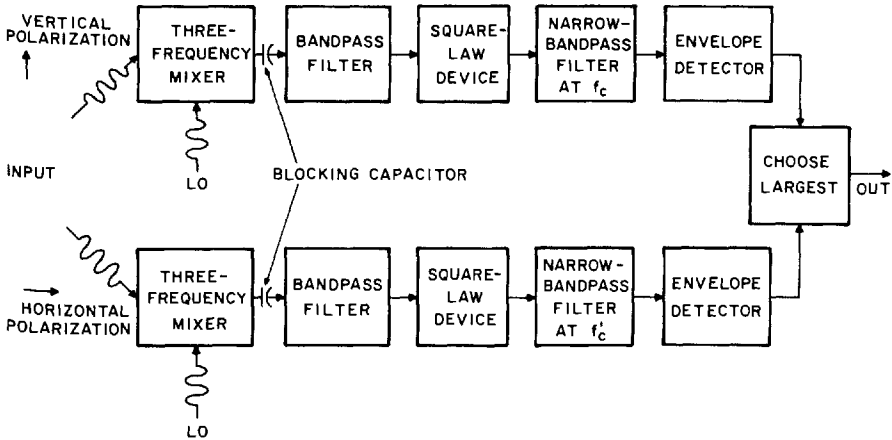 VERTICAL
POLARIZATION
THREE-
FREQUENCY
MIXER
BANDPASS
FILTER
SQUARE-
LAW
DEVICE
NARROW-
BANDPASS
FILTER
AT fc
ENVELOPE
DETECTOR
LO
INPUT
BLOCKING CAPACITOR
CHOOSE
LARGEST
OUT
HORIZONTAL
POLARIZATION
THREE-
FREQUENCY
MIXER
BANDPASS
FILTER
SQUARE-
LAW
DEVICE
NARROW-
BANDPASS
FILTER
AT f'c
ENVELOPE
DETECTOR
LO